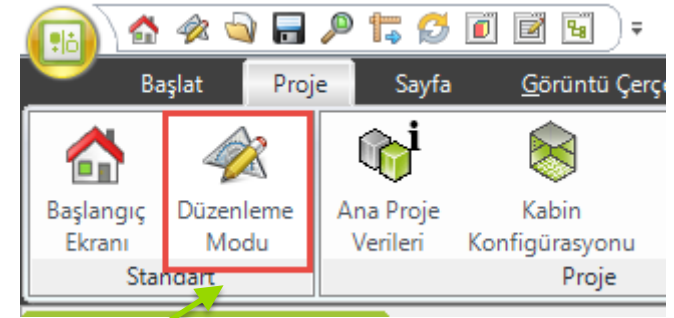 Başlat Proje Sayfa Görüntü Çerçe
Başlangıç Ekranı
Düzenleme Modu
Ana Proje Verileri
Kabin Konfigürasyonu
Standart Proje